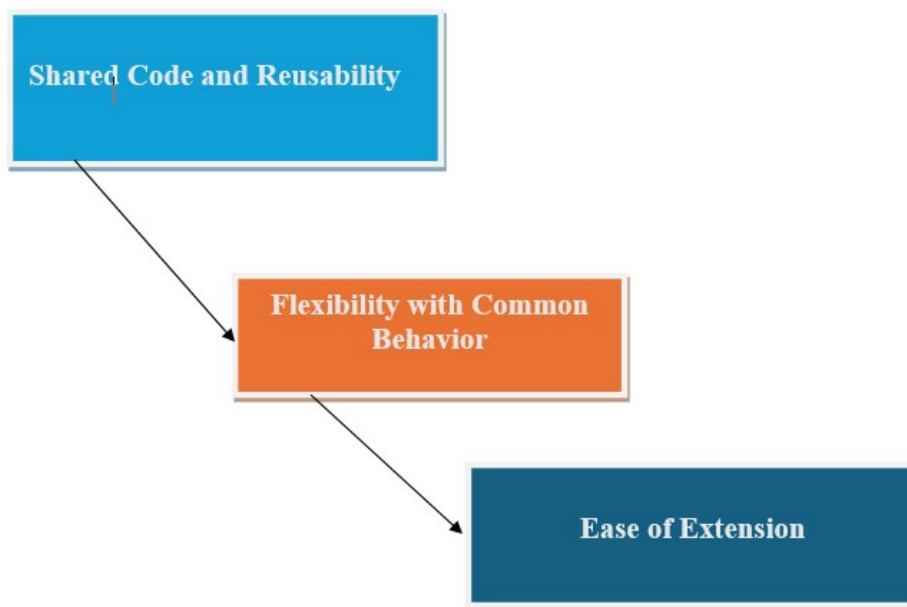 Shared Code and Reusability
Flexibility with Common
Behavior
Ease of Extension